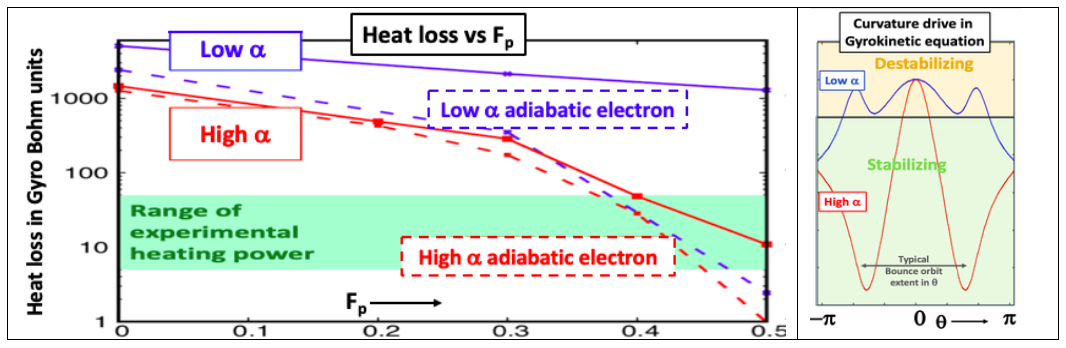 Heat loss vs Fp
Heat loss in Gyro Bohm units
1000
100
10
1
Low α
High α
Low α adiabatic electron
High α adiabatic electron
Range of
experimental
heating power
Fp
0
0.1
0.2
0.3
0.4
0.5
Curvature drive in
Gyrokinetic equation
Destabilizing
Low α
Stabilizing
High α
Typical
Bounce orbit
extent in θ
−π
0
θ
π